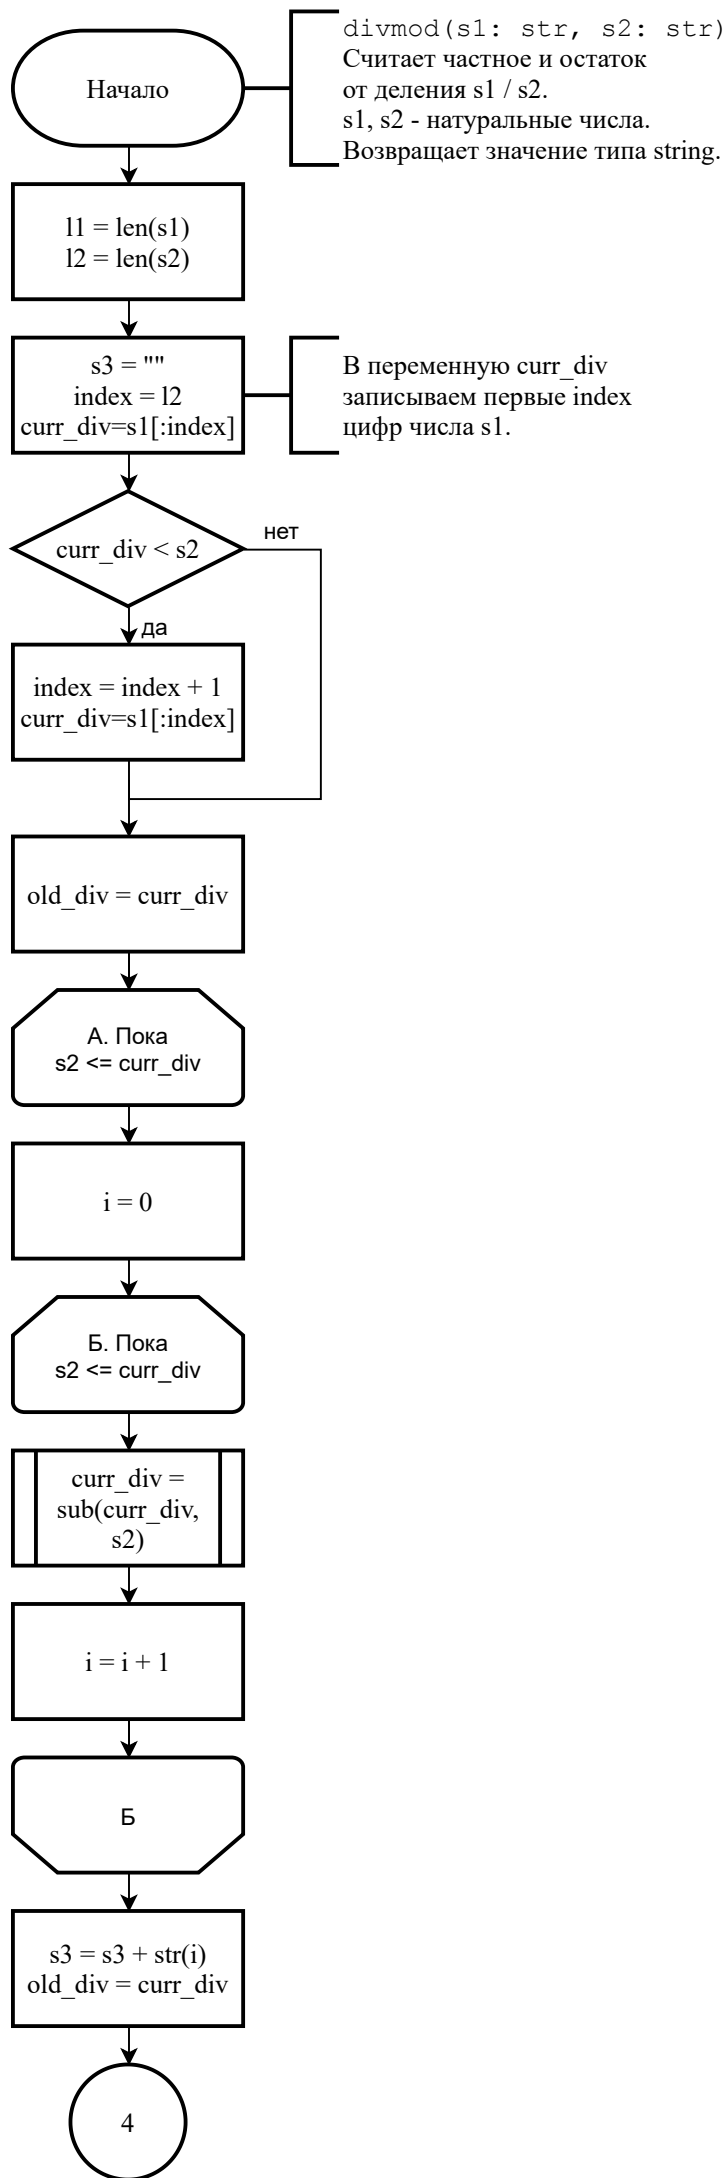 Начало
divmod(s1: str, s2: str)
Считает частное и остаток
от деления s1 / s2.
s1, s2 - натуральные числа.
Возвращает значение типа string.
l1 = len(s1)
l2 = len(s2)
s3 = ""
index = l2
curr_div=s1[:index]
В переменную curr_div
записываем первые index
цифр числа s1.
curr_div < s2
нет
да
index = index + 1
curr_div=s1[:index]
old_div = curr_div
А. Пока
s2 <= curr_div
i = 0
Б. Пока
s2 <= curr_div
curr_div =
sub(curr_div,
s2)
i = i + 1
Б
s3 = s3 + str(i)
old_div = curr_div
4